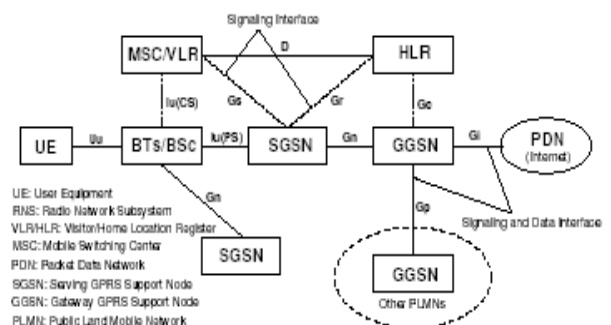 Signaling Interface
MSC/VLR
D
HLR
Iu(CS)
Gs
Gr
Gc
UE
Uu
BTs/BSc
Iu(PS)
SGSN
Gn
GGSN
Gi
PDN
(Internet)
Gn
SGSN
Gp
Signaling and Data Interface
GGSN
Other PLMNs
UE: User Equipment
RNS: Radio Network Subsystem
VLR/HLR: Visitor/Home Location Register
MSC: Mobile Switching Center
PDN: Packet Data Network
SGSN: Serving GPRS Support Node
GGSN: Gateway GPRS Support Node
PLMN: Public Land Mobile Network